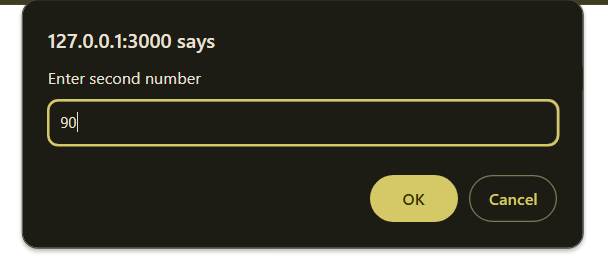 127.0.0.1:3000 says
Enter second number
90
OK Cancel